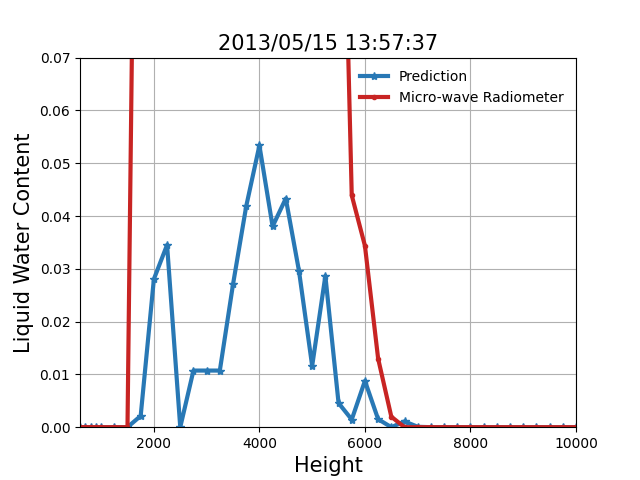 2013/05/15 13:57:37
0.07
0.06
0.05
0.04
0.03
0.02
0.01
0.00
Liquid Water Content
Prediction
Micro-wave Radiometer
2000 4000 6000 8000 10000
Height